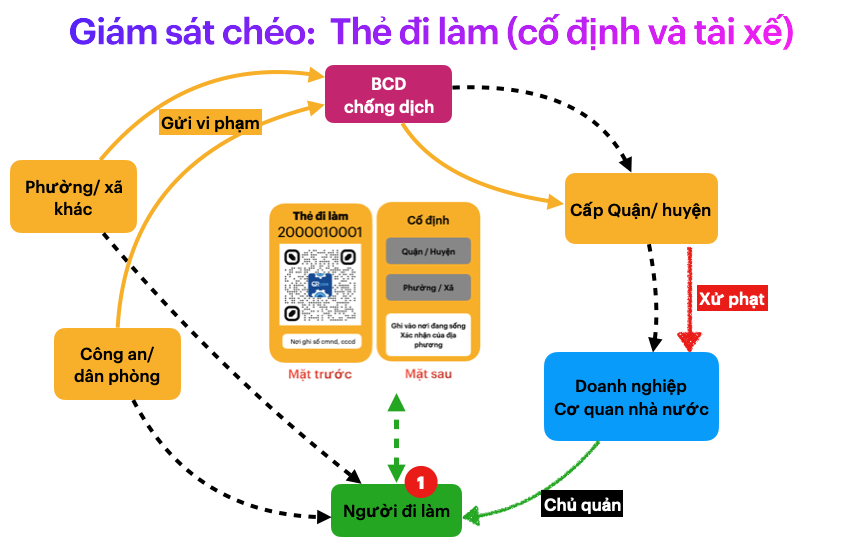 Giám sát chéo: Thẻ đi làm (cố định và tài xế)
BCD
chống dịch
Gửi vi phạm
Phường/ xã
khác
Cấp Quận/ huyện
Thẻ đi làm
2000010001
Nơi ghi số cmnd, cccd
Mặt trước
Cố định
Quận / Huyện
Phường / Xã
Ghi vào nơi đang sống
Xác nhận của địa
phương
Mặt sau
Xử phạt
Công an/
dân phòng
Doanh nghiệp
Cơ quan nhà nước
1
Người đi làm
Chủ quản